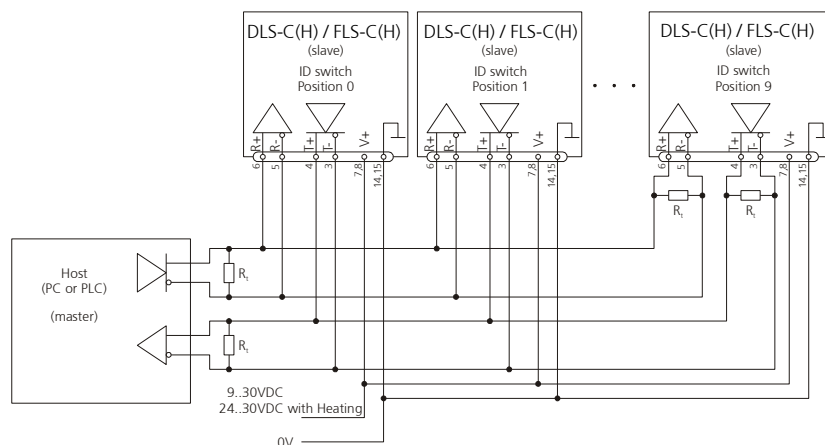 DLS-C(H) / FLS-C(H)
(slave)
ID switch
Position 0
R+
R-
T+
T-
V+
6
5
4
3
7,8
14,15
DLS-C(H) / FLS-C(H)
(slave)
ID switch
Position 1
R+
R-
T+
T-
V+
6
5
4
3
7,8
14,15
. . .
DLS-C(H) / FLS-C(H)
(slave)
ID switch
Position 9
R+
R-
T+
T-
V+
6
5
4
3
7,8
14,15
Rt
Rt
Host
(PC or PLC)
(master)
Rt
Rt
9..30VDC
24..30VDC with Heating
0V